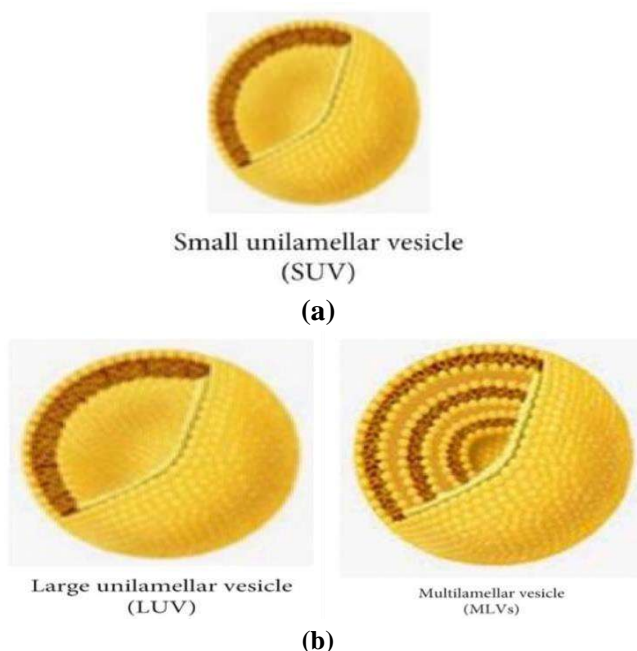 Small unilamellar vesicle
(SUV)
(a)
Large unilamellar vesicle
(LUV)
Multilamellar vesicle
(MLVs)
(b)